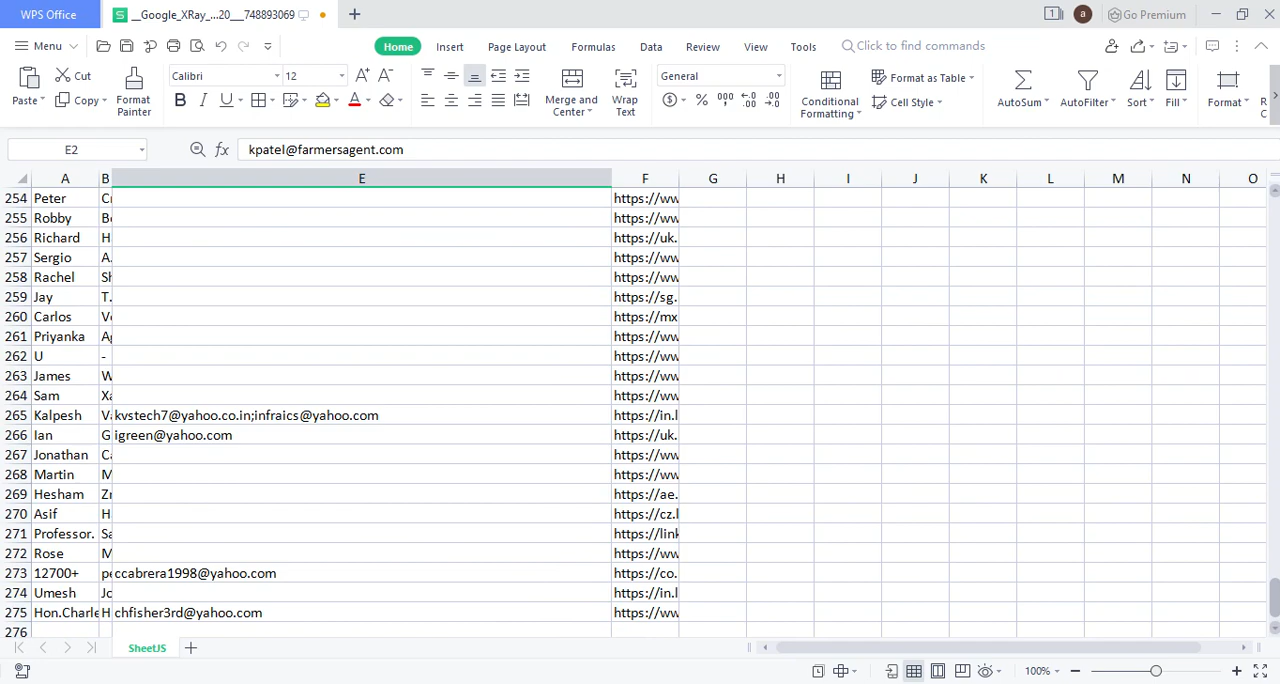 WPS Office __Google_XRay_...20___748893069
Go Premium
Menu Home Insert Page Layout Formulas Data Review View Tools Click to find commands
Cut Calibri 12 General Format as Table
Paste Copy Format Painter Merge and Center Wrap Text Conditional Formatting Cell Style AutoSum AutoFilter Sort Fill Format
E2 fx kpatel@farmersagent.com
A B E F G H I J K L M N O
254 Peter https://ww
255 Robby https://ww
256 Richard H https://uk.
257 Sergio A. https://ww
258 Rachel https://ww
259 Jay T. https://sg.
260 Carlos https://mx
261 Priyanka https://ww
262 U - https://ww
263 James W https://ww
264 Sam https://ww
265 Kalpesh kvstech7@yahoo.co.in;infraics@yahoo.com https://in.l
266 Ian G igreen@yahoo.com https://uk.
267 Jonathan https://ww
268 Martin M https://ww
269 Hesham https://ae.
270 Asif H https://cz.l
271 Professor. https://link
272 Rose M https://ww
273 12700+ pccabrera1998@yahoo.com https://co.
274 Umesh https://in.l
275 Hon.Charle H chfisher3rd@yahoo.com https://ww
276
SheetJS
100%